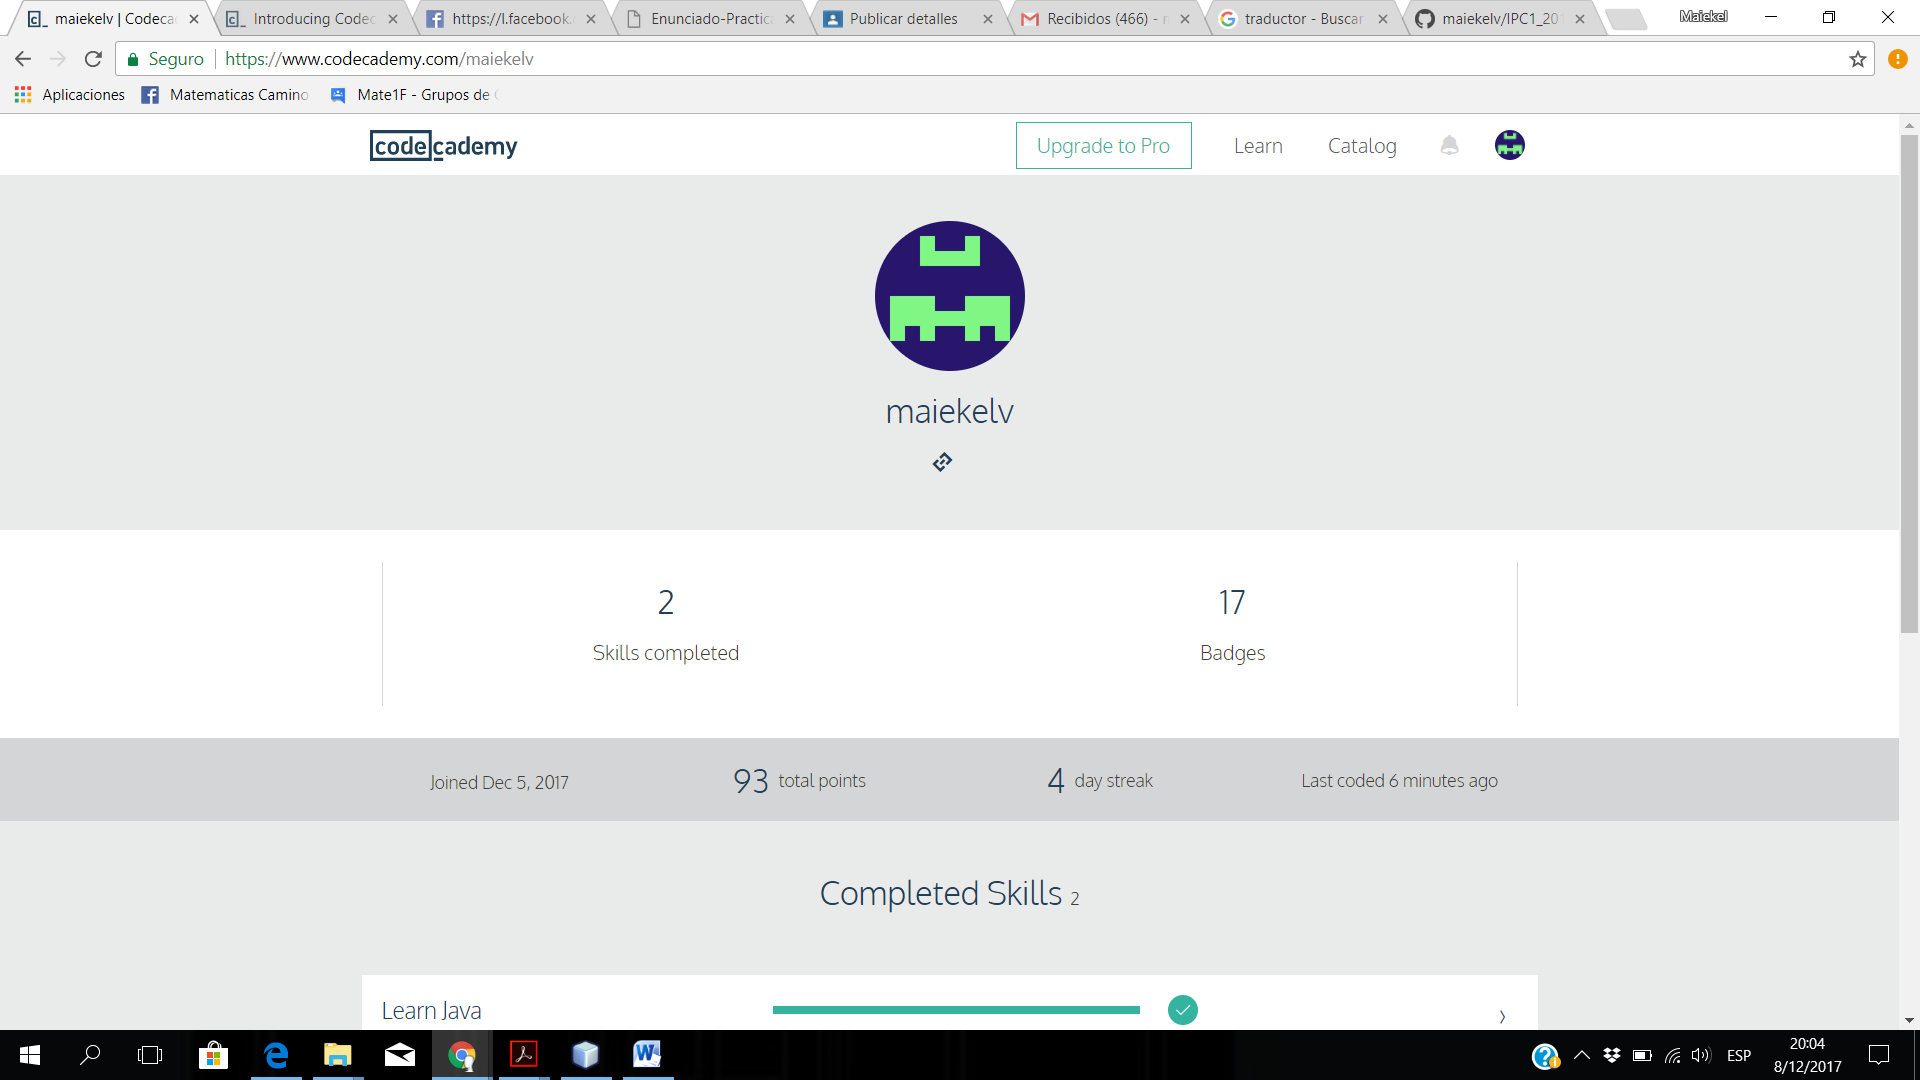 maiekelv | Codeca
Introducing Codec
https://l.facebook.
Enunciado-Practica
Publicar detalles
Recibidos (466) -
traductor - Buscar
maiekelv/IPC1_201
Maiekel
Seguro
https://www.codecademy.com/maiekelv
Aplicaciones
Matematicas Camino
Mate1F - Grupos de
codecademy
Upgrade to Pro
Learn
Catalog
maiekelv
2
Skills completed
17
Badges
Joined Dec 5, 2017
93 total points
4 day streak
Last coded 6 minutes ago
Completed Skills 2
Learn Java
ESP
20:04
8/12/2017